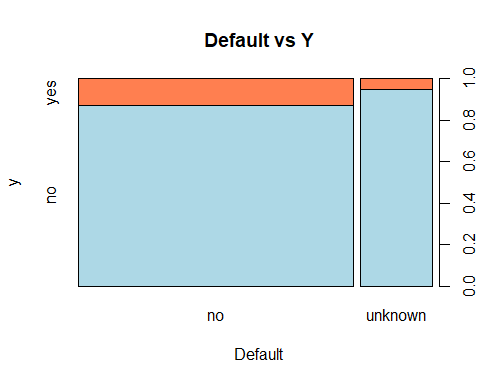 Default vs Y
yes
no
y
1.0
0.8
0.6
0.4
0.2
0.0
no unknown
Default